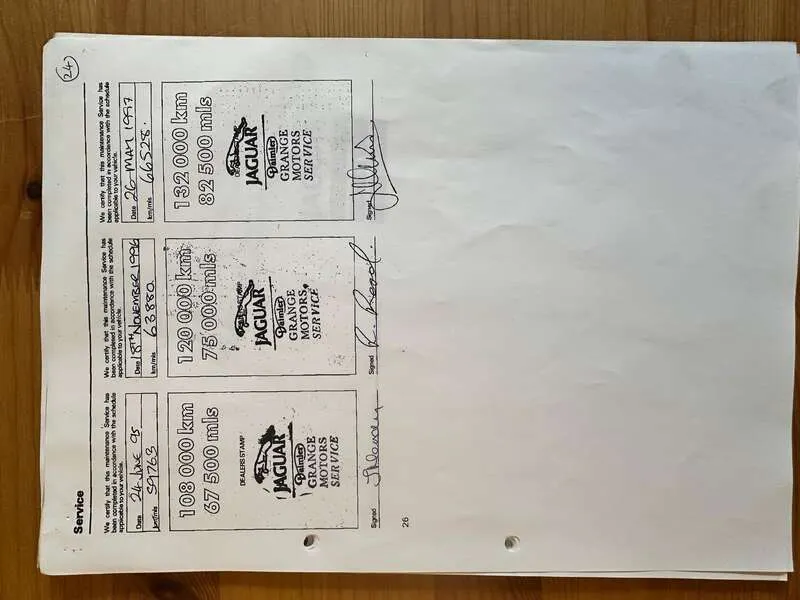 24
Service
We certify that this maintenance Service has
been completed in accordance with the schedule
applicable to your vehicle.
Date 24 JUNE 95
km/mls 59763
108 000 km
67 500 mls
DEALERS STAMP
JAGUAR
Daimler
GRANGE
MOTORS
SERVICE
Signed
We certify that this maintenance Service has
been completed in accordance with the schedule
applicable to your vehicle.
Date 18TH NOVEMBER 1996
km/mls 63880
120 000 km
75 000 mls
JAGUAR
Daimler
GRANGE
MOTORS
SERVICE
Signed
We certify that this maintenance Service has
been completed in accordance with the schedule
applicable to your vehicle.
Date 26 MAY 1997
km/mls 66528.
132 000 km
82 500 mls
JAGUAR
Daimler
GRANGE
MOTORS
SERVICE
Signed
26